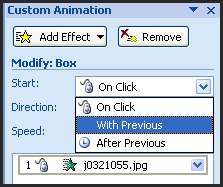 Custom Animation
Add Effect Remove
Modify: Box
Start: On Click
Direction: On Click
With Previous
Speed: After Previous
1 j0321055.jpg